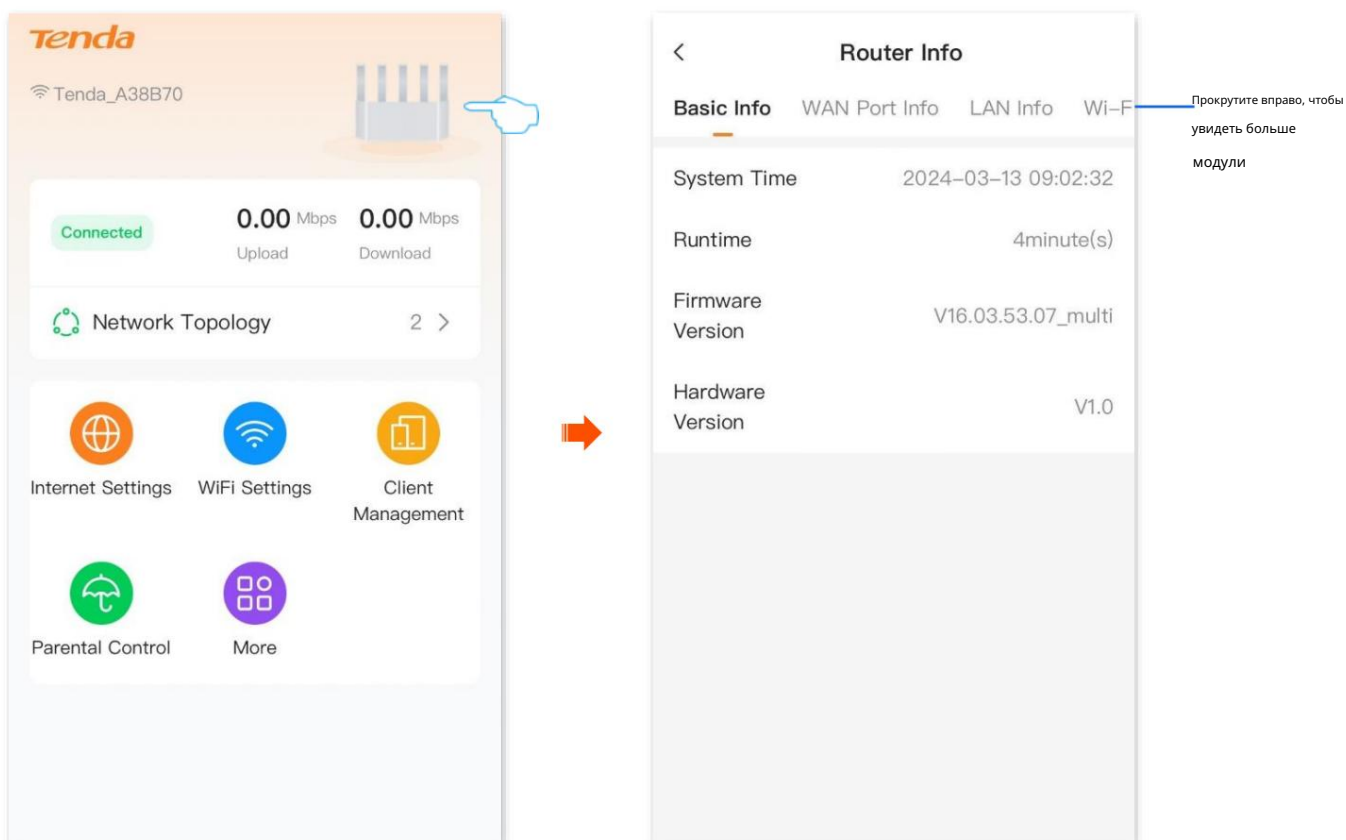 Tenda
Tenda_A38B70
Connected
0.00 Mbps
Upload
0.00 Mbps
Download
Network Topology
2
Internet Settings
WiFi Settings
Client
Management
Parental Control
More
Router Info
Basic Info
WAN Port Info
LAN Info
Wi–F
System Time
2024–03–13 09:02:32
Runtime
4minute(s)
Firmware
Version
V16.03.53.07_multi
Hardware
Version
V1.0
Прокрутите вправо, чтобы
увидеть больше
модули